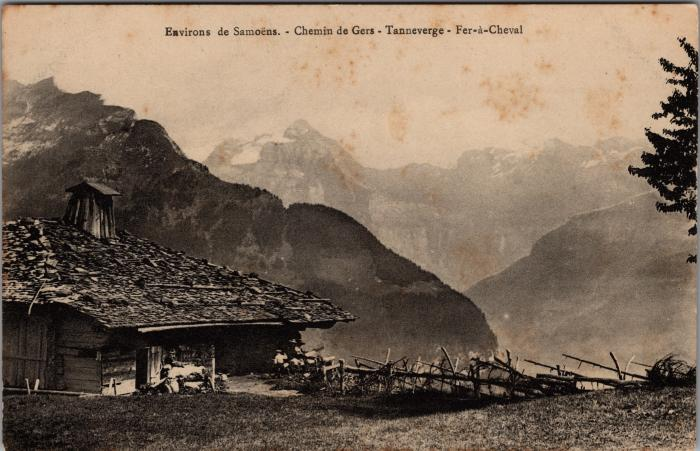 Environs de Samoëns. - Chemin de Gers - Tanneverge - Fer-à-Cheval